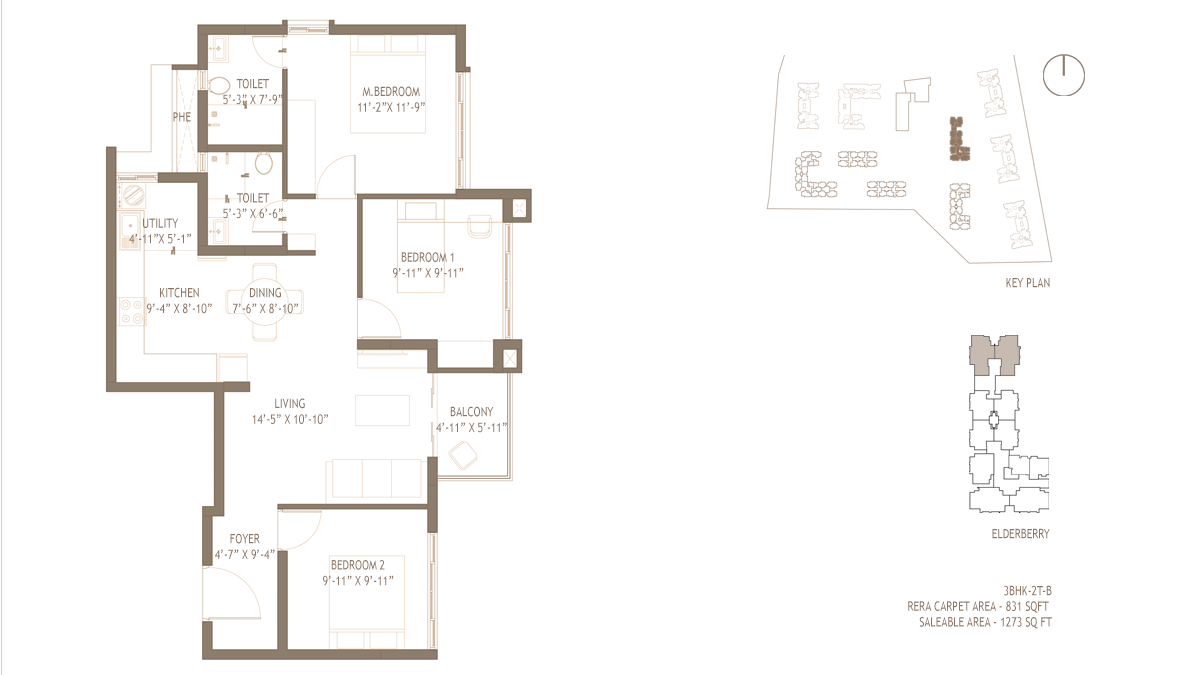 TOILET
5'-3" X 7'-9"
M.BEDROOM
11'-2"X 11'-9"
PHE
TOILET
5'-3" X 6'-6"
UTILITY
4'-11"X 5'-1"
BEDROOM 1
9'-11" X 9'-11"
KITCHEN
9'-4" X 8'-10"
DINING
7'-6" X 8'-10"
LIVING
14'-5" X 10'-10"
BALCONY
4'-11" X 5'-11"
FOYER
4'-7" X 9'-4"
BEDROOM 2
9'-11" X 9'-11"
KEY PLAN
ELDERBERRY
3BHK-2T-B
RERA CARPET AREA - 831 SQFT
SALEABLE AREA - 1273 SQ FT